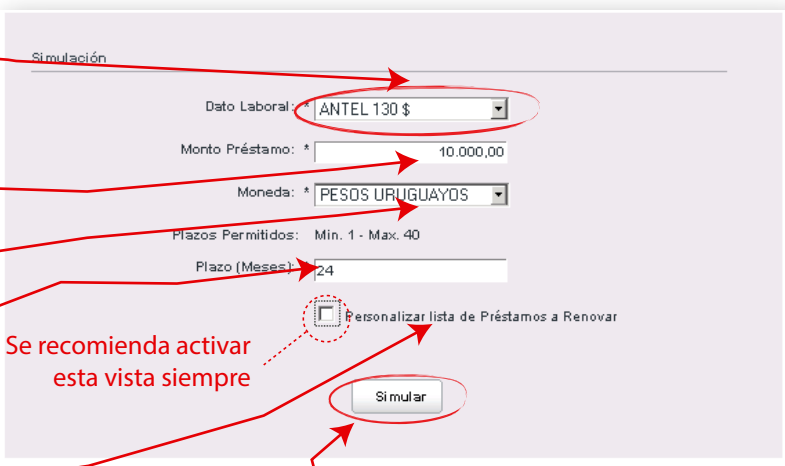 Simulación
Dato Laboral: * ANTEL 130 $
Monto Préstamo: * 10.000,00
Moneda: * PESOS URUGUAYOS
Plazos Permitidos: Min. 1 - Max. 40
Plazo (Meses): * 24
Personalizar lista de Préstamos a Renovar
Se recomienda activar
esta vista siempre
Simular